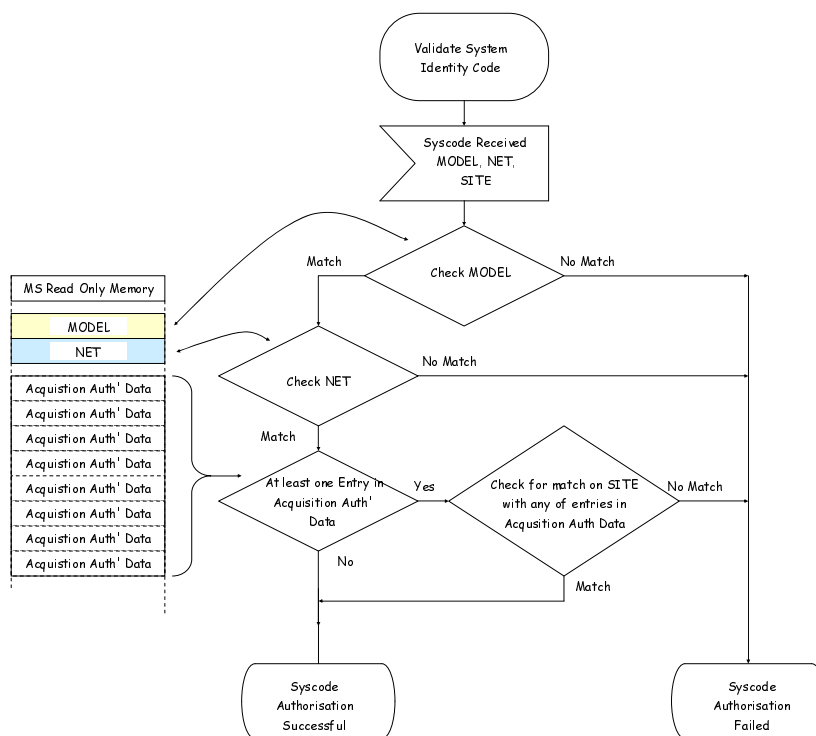 Validate System
Identity Code
Syscode Received
MODEL, NET,
SITE
Match
No Match
Check MODEL
MS Read Only Memory
MODEL
NET
No Match
Check NET
Acquistion Auth' Data
Acquistion Auth' Data
Acquistion Auth' Data
Acquistion Auth' Data
Acquistion Auth' Data
Acquistion Auth' Data
Acquistion Auth' Data
Acquistion Auth' Data
Match
At least one Entry in
Acquisition Auth'
Data
Yes
Check for match on SITE
with any of entries in
Acqusition Auth Data
No Match
No
Match
Syscode
Authorisation
Successful
Syscode
Authorisation
Failed